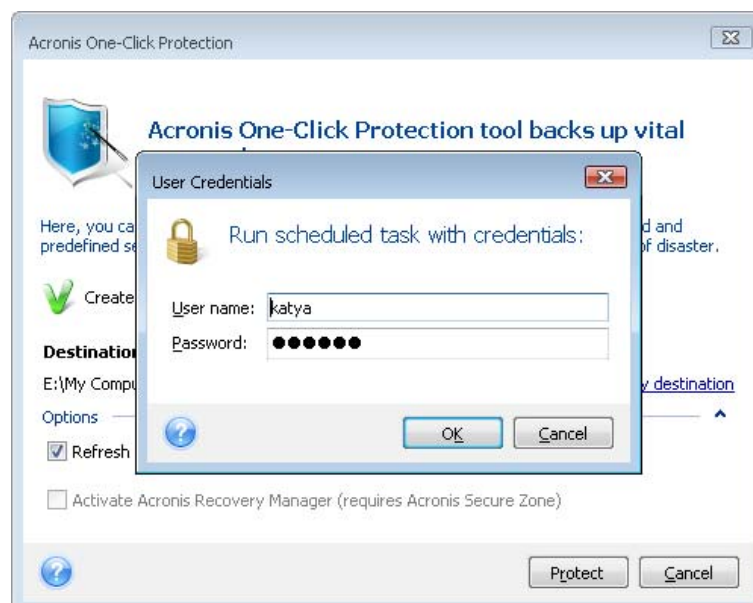 Acronis One-Click Protection
Acronis One-Click Protection tool backs up vital
User Credentials
Here, you ca
d and
predefined se
of disaster.
Run scheduled task with credentials:
Create
User name: katya
Password: ●●●●●●
Destination
E:\My Compu
y destination
Options
OK Cancel
Refresh
Activate Acronis Recovery Manager (requires Acronis Secure Zone)
Protect Cancel